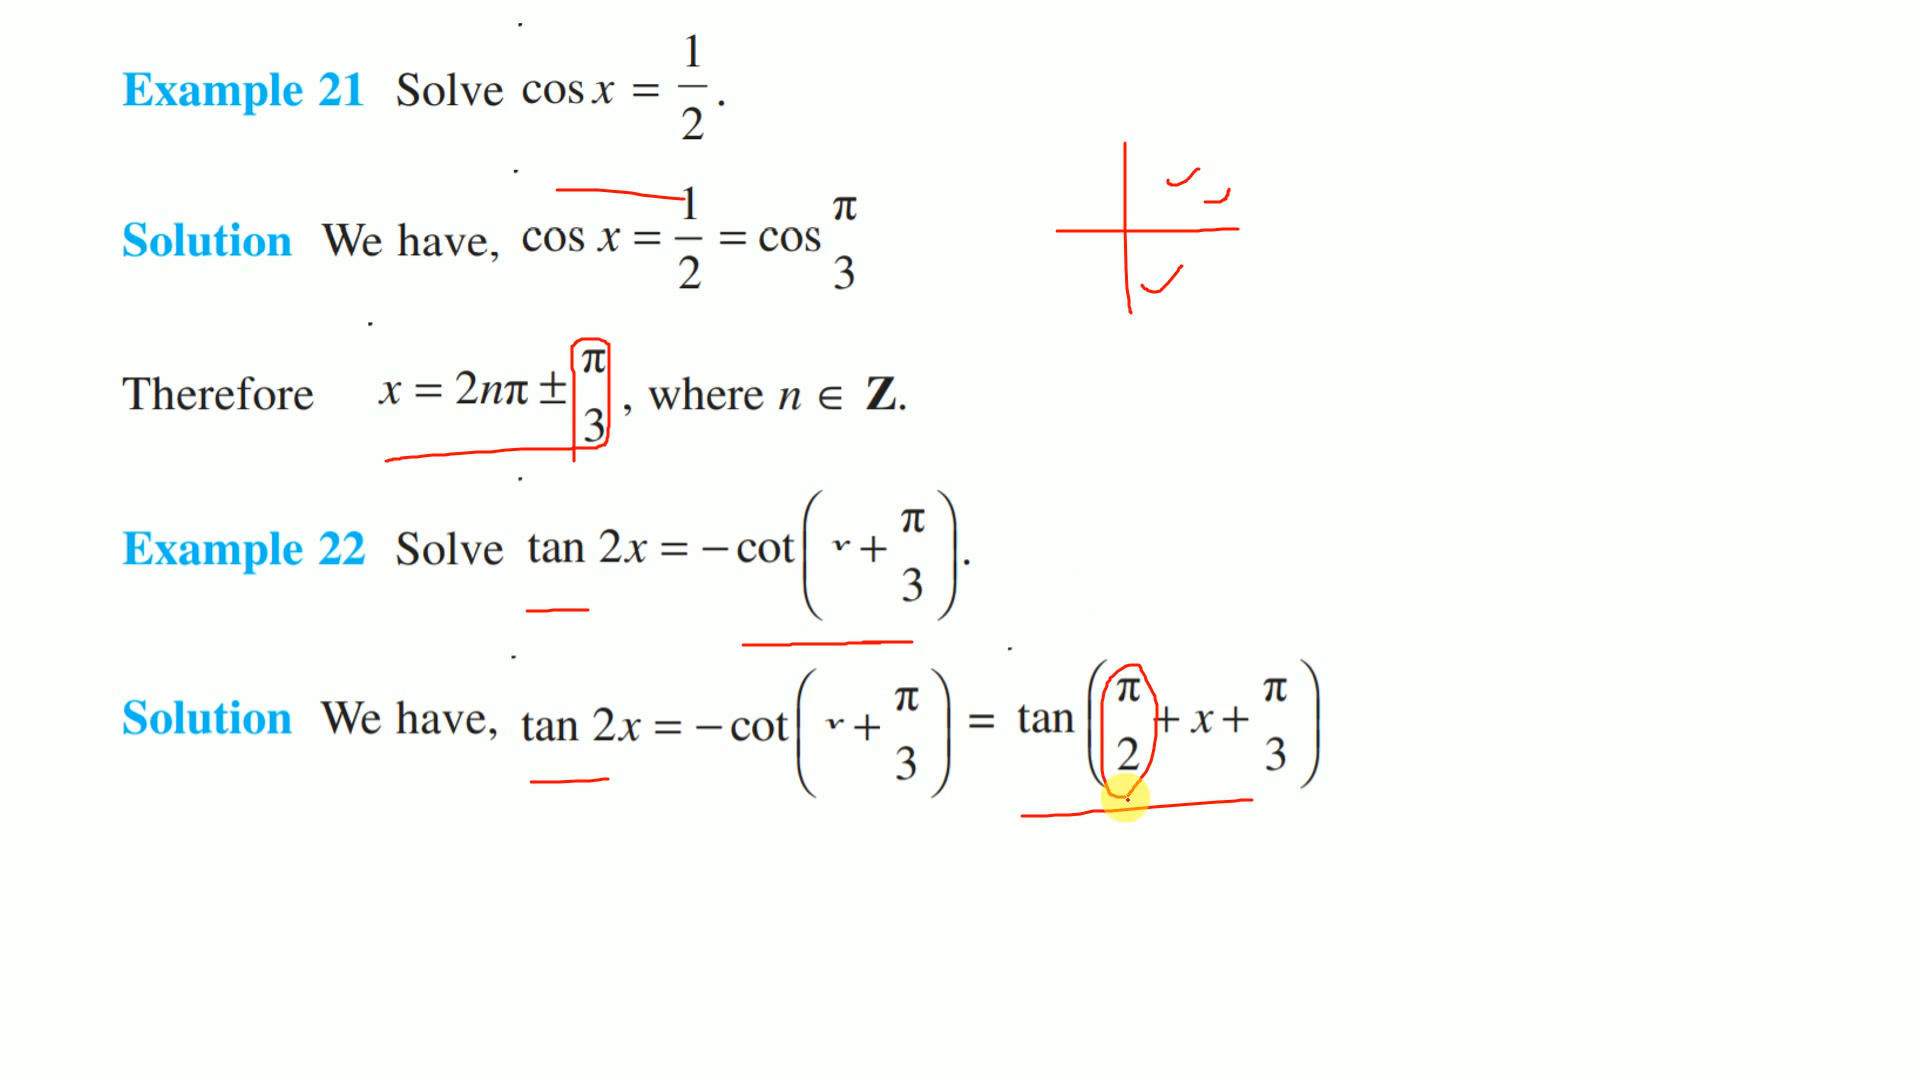 Example 21 Solve cos x = 1/2 .
Solution We have, cos x = 1/2 = cos π/3
Therefore x = 2nπ ± π/3 , where n ∈ Z.
Example 22 Solve tan 2x = − cot ( x + π/3 ) .
Solution We have, tan 2x = − cot ( x + π/3 ) = tan ( π/2 + x + π/3 )